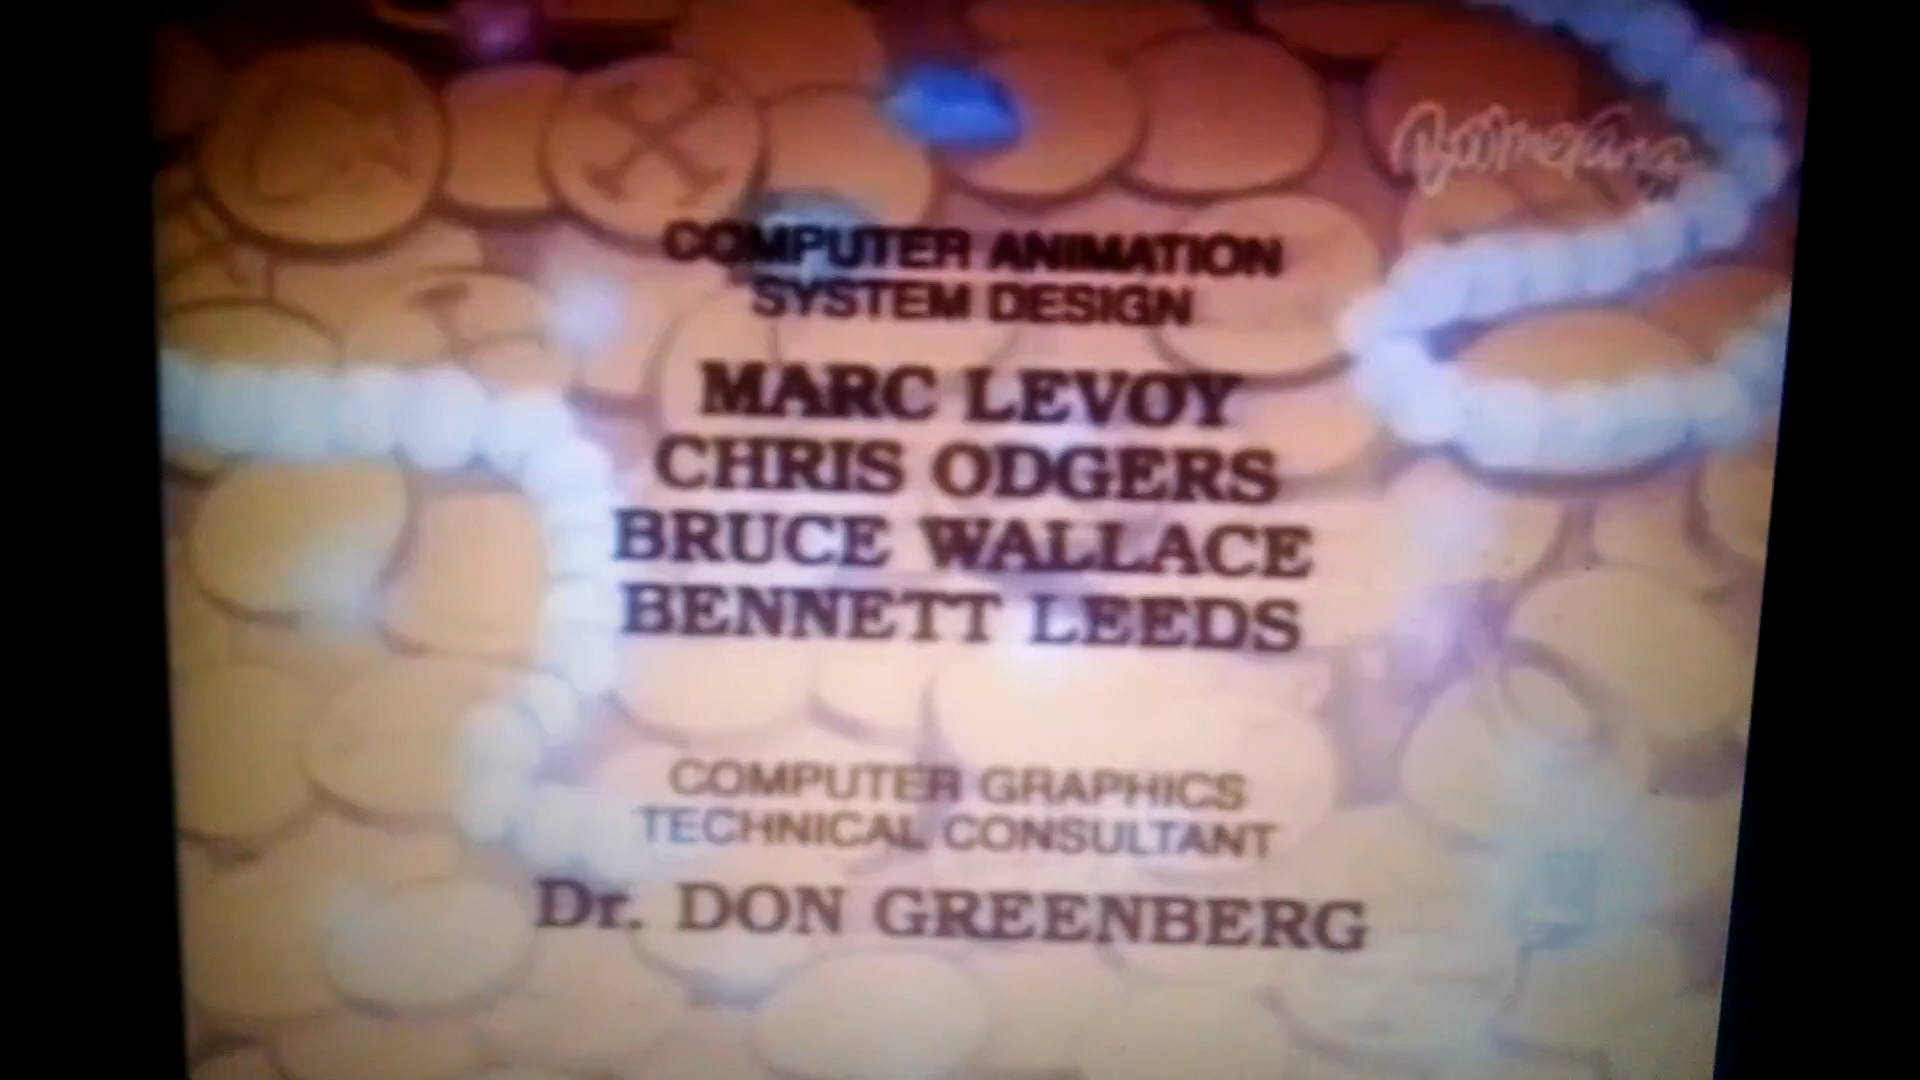 Boomerang
COMPUTER ANIMATION
SYSTEM DESIGN
MARC LEVOY
CHRIS ODGERS
BRUCE WALLACE
BENNETT LEEDS
COMPUTER GRAPHICS
TECHNICAL CONSULTANT
Dr. DON GREENBERG